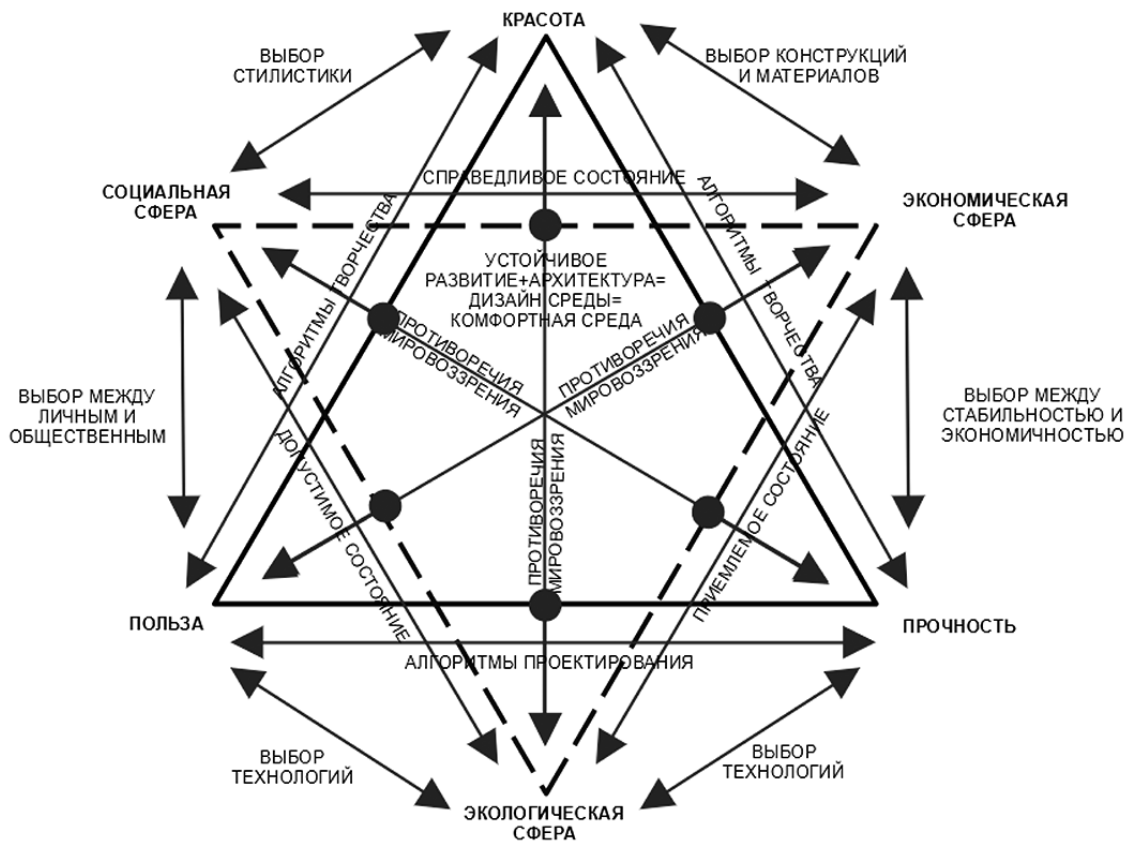 КРАСОТА
ВЫБОР
СТИЛИСТИКИ
ВЫБОР КОНСТРУКЦИЙ
И МАТЕРИАЛОВ
СОЦИАЛЬНАЯ
СФЕРА
СПРАВЕДЛИВОЕ СОСТОЯНИЕ
ЭКОНОМИЧЕСКАЯ
СФЕРА
АЛГОРИТМЫ ТВОРЧЕСТВА
АЛГОРИТМЫ ТВОРЧЕСТВА
УСТОЙЧИВОЕ
РАЗВИТИЕ+АРХИТЕКТУРА=
ДИЗАЙН СРЕДЫ=
КОМФОРТНАЯ СРЕДА
ПРОТИВОРЕЧИЯ
МИРОВОЗЗРЕНИЯ
ПРОТИВОРЕЧИЯ
МИРОВОЗЗРЕНИЯ
ВЫБОР МЕЖДУ
ЛИЧНЫМ И
ОБЩЕСТВЕННЫМ
ВЫБОР МЕЖДУ
СТАБИЛЬНОСТЬЮ И
ЭКОНОМИЧНОСТЬЮ
ДОПУСТИМОЕ СОСТОЯНИЕ
ПРОТИВОРЕЧИЯ
МИРОВОЗЗРЕНИЯ
ПРИЕМЛЕМОЕ СОСТОЯНИЕ
ПОЛЬЗА
ПРОЧНОСТЬ
АЛГОРИТМЫ ПРОЕКТИРОВАНИЯ
ВЫБОР
ТЕХНОЛОГИЙ
ВЫБОР
ТЕХНОЛОГИЙ
ЭКОЛОГИЧЕСКАЯ
СФЕРА